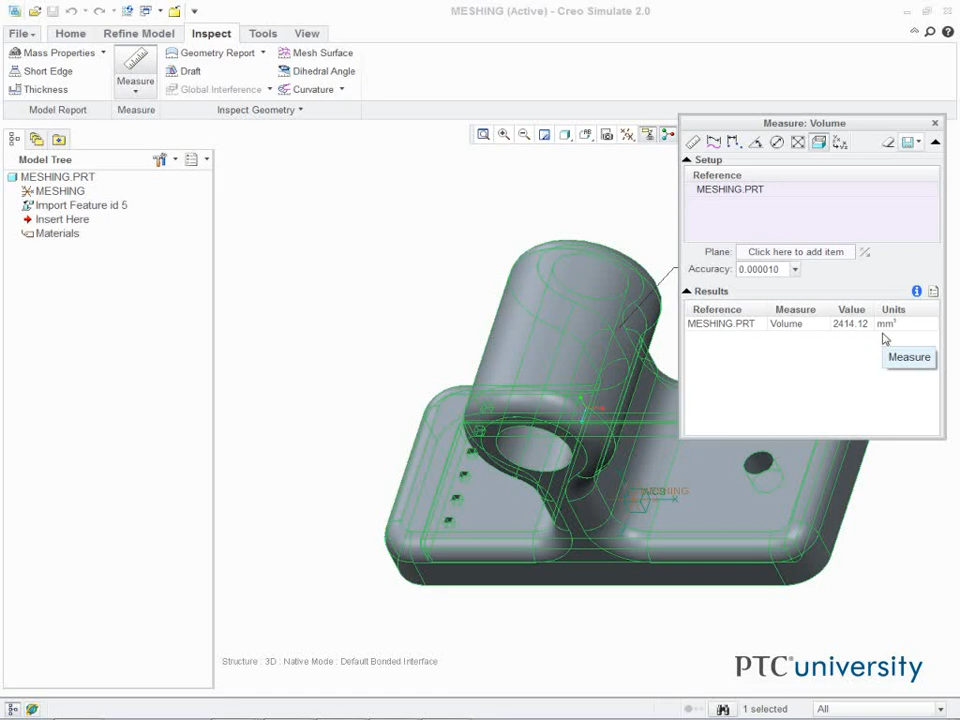 MESHING (Active) - Creo Simulate 2.0
File Home Refine Model Inspect Tools View
Mass Properties Geometry Report Mesh Surface
Short Edge Draft Dihedral Angle
Measure
Thickness Global Interference Curvature
Model Report Measure Inspect Geometry
Measure: Volume
Model Tree
Setup
Reference
MESHING.PRT
MESHING.PRT
MESHING
Import Feature id 5
Insert Here
Materials
Plane: Click here to add item
Accuracy: 0.000010
Results
Reference Measure Value Units
MESHING.PRT Volume 2414.12 mm³
Measure
Structure : 3D : Native Mode : Default Bonded Interface
PTC university
1 selected All